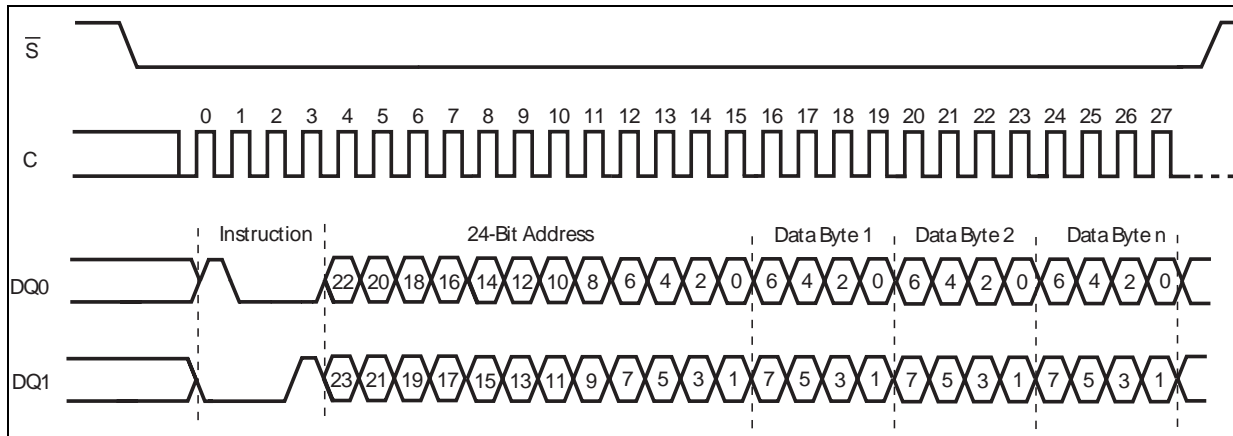 S
0 1 2 3 4 5 6 7 8 9 10 11 12 13 14 15 16 17 18 19 20 21 22 23 24 25 26 27
C
Instruction 24-Bit Address Data Byte 1 Data Byte 2 Data Byte n
DQ0 22 20 18 16 14 12 10 8 6 4 2 0 6 4 2 0 6 4 2 0 6 4 2 0
DQ1 23 21 19 17 15 13 11 9 7 5 3 1 7 5 3 1 7 5 3 1 7 5 3 1